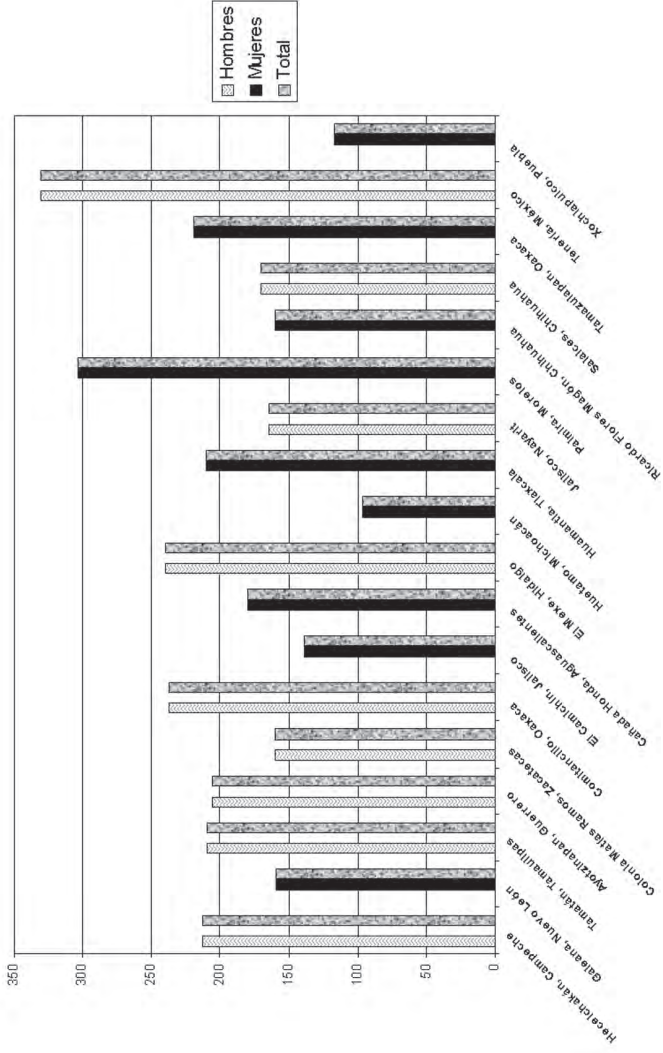 350
300
250
200
150
100
50
0
Hecelchakán, Campeche
Galeana, Nuevo León
Tamatán, Tamaulipas
Ayotzinapan, Guerrero
Colonia Matías Ramos, Zacatecas
Comitancillo, Oaxaca
El Camichín, Jalisco
Cañada Honda, Aguascalientes
El Mexe, Hidalgo
Huetamo, Michoacán
Huamantla, Tlaxcala
Jalisco, Nayarit
Palmira, Morelos
Ricardo Flores Magón, Chihuahua
Salaices, Chihuahua
Tamazulapan, Oaxaca
Tenería, México
Xochiapulco, Puebla
Hombres
Mujeres
Total